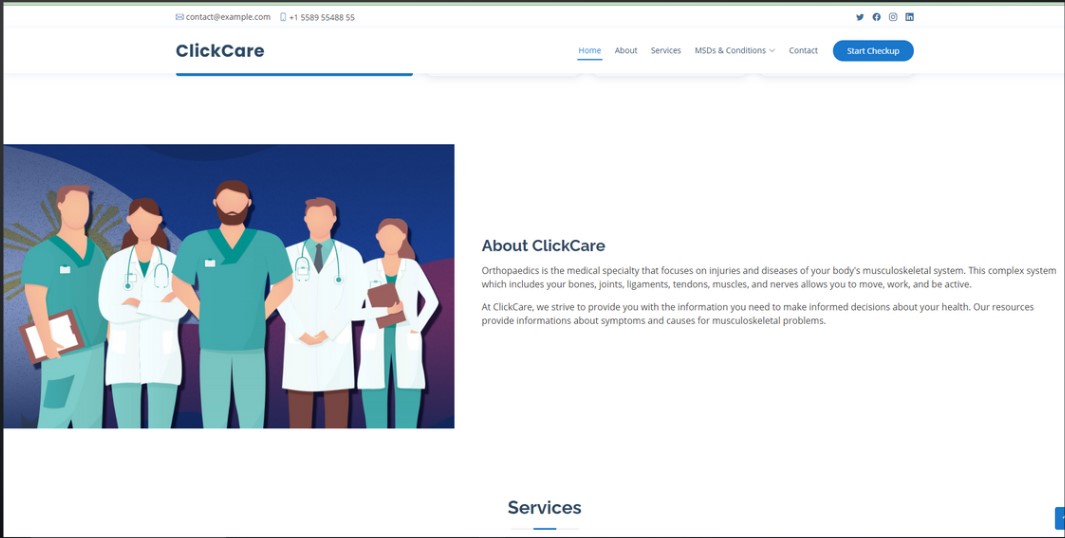 contact@example.com +1 5589 55488 55
ClickCare
Home About Services MSDs & Conditions Contact Start Checkup
About ClickCare
Orthopaedics is the medical specialty that focuses on injuries and diseases of your body's musculoskeletal system. This complex system
which includes your bones, joints, ligaments, tendons, muscles, and nerves allows you to move, work, and be active.
At ClickCare, we strive to provide you with the information you need to make informed decisions about your health. Our resources
provide informations about symptoms and causes for musculoskeletal problems.
Services